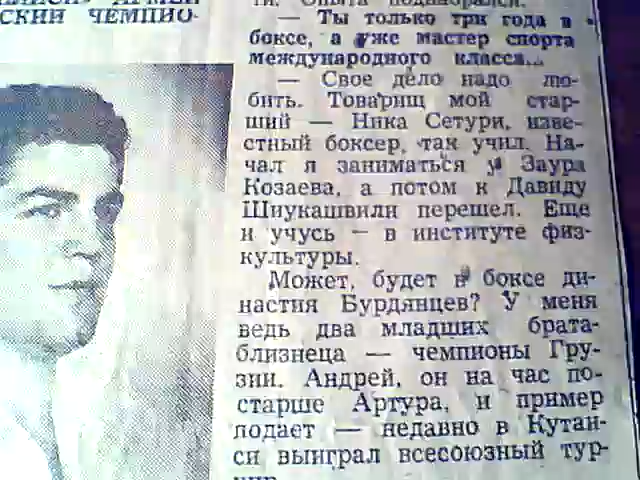 СКИЙ ЧЕМПИО-
ти. Опыта поднабрался.
— Ты только три года в
боксе, а уже мастер спорта
международного класса...
— Свое дело надо лю-
бить. Товарищ мой стар-
ший — Ника Сетури, изве-
стный боксер, так учил. На-
чал я заниматься у Заура
Козаева, а потом к Давиду
Шиукашвили перешел. Еще
и учусь — в институте физ-
культуры.
Может, будет в боксе ди-
настия Бурдянцев? У меня
ведь два младших брата-
близнеца — чемпионы Гру-
зии. Андрей, он на час по-
старше Артура, и пример
подает — недавно в Кутаи-
си выиграл всесоюзный тур-